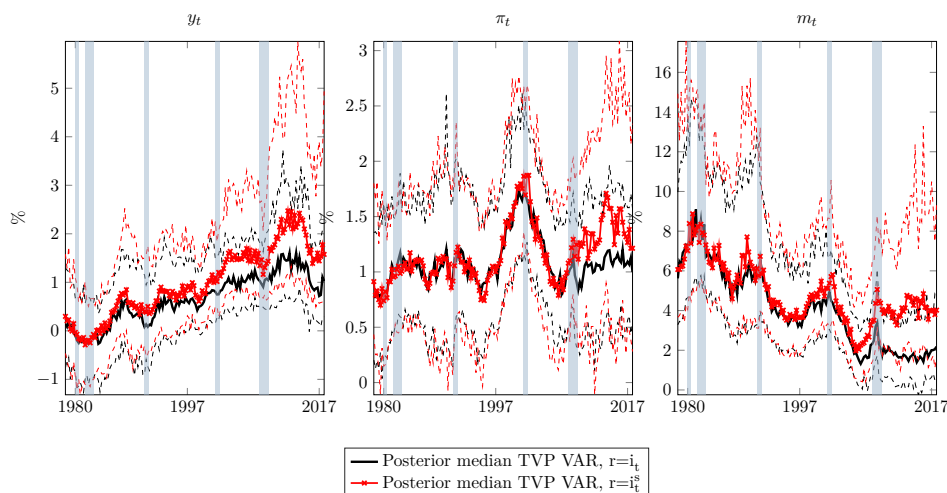 y_t π_t m_t
% 5 4 3 2 1 0 −1
1980 1997 2017
% 3 2.5 2 1.5 1 0.5 0
1980 1997 2017
% 16 14 12 10 8 6 4 2 0
1980 1997 2017
Posterior median TVP VAR, r=i_t
Posterior median TVP VAR, r=i_t^s